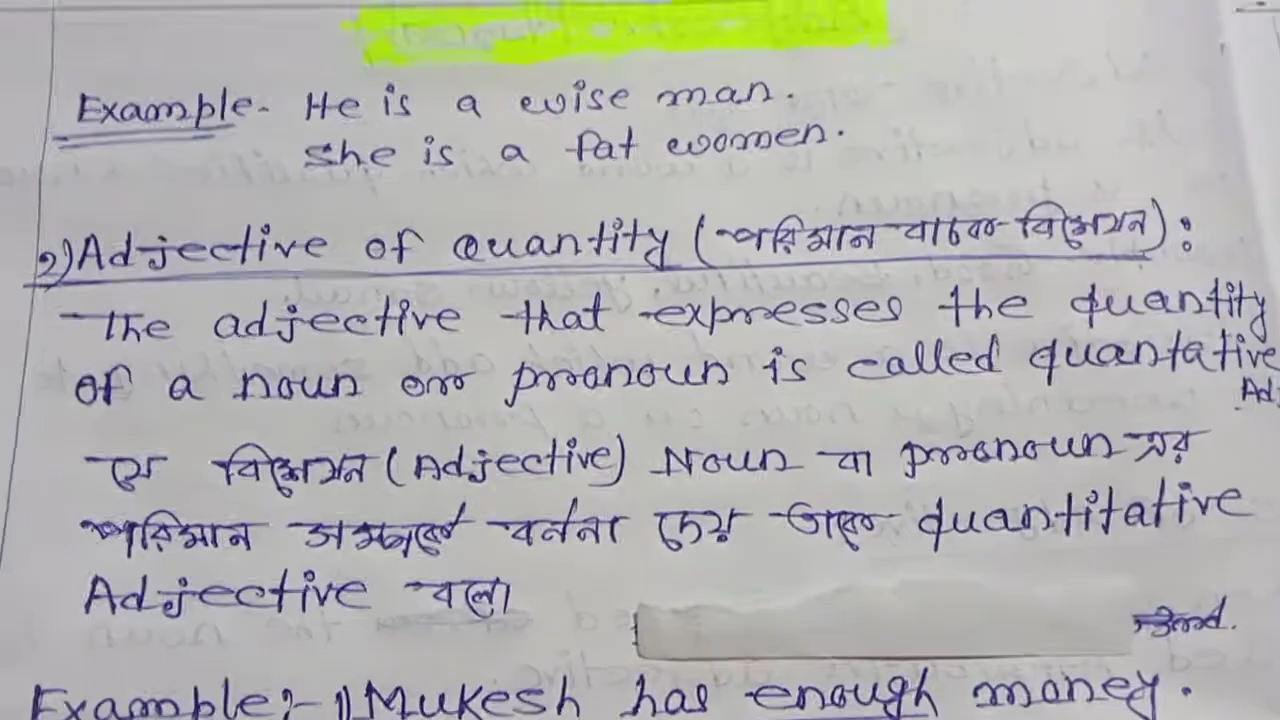 Example- He is a wise man.
She is a fat women.
2) Adjective of quantity (পরিমান বাচক বিশেষন):
The adjective that expresses the quantity
of a noun or pronoun is called quantative
Ad
যে বিশেষন (Adjective) Noun বা pronoun এর
পরিমান সম্পর্কে বর্ননা দেয় তাকে quantitative
Adjective বলে।
Example:- 1) Mukesh has enough money.